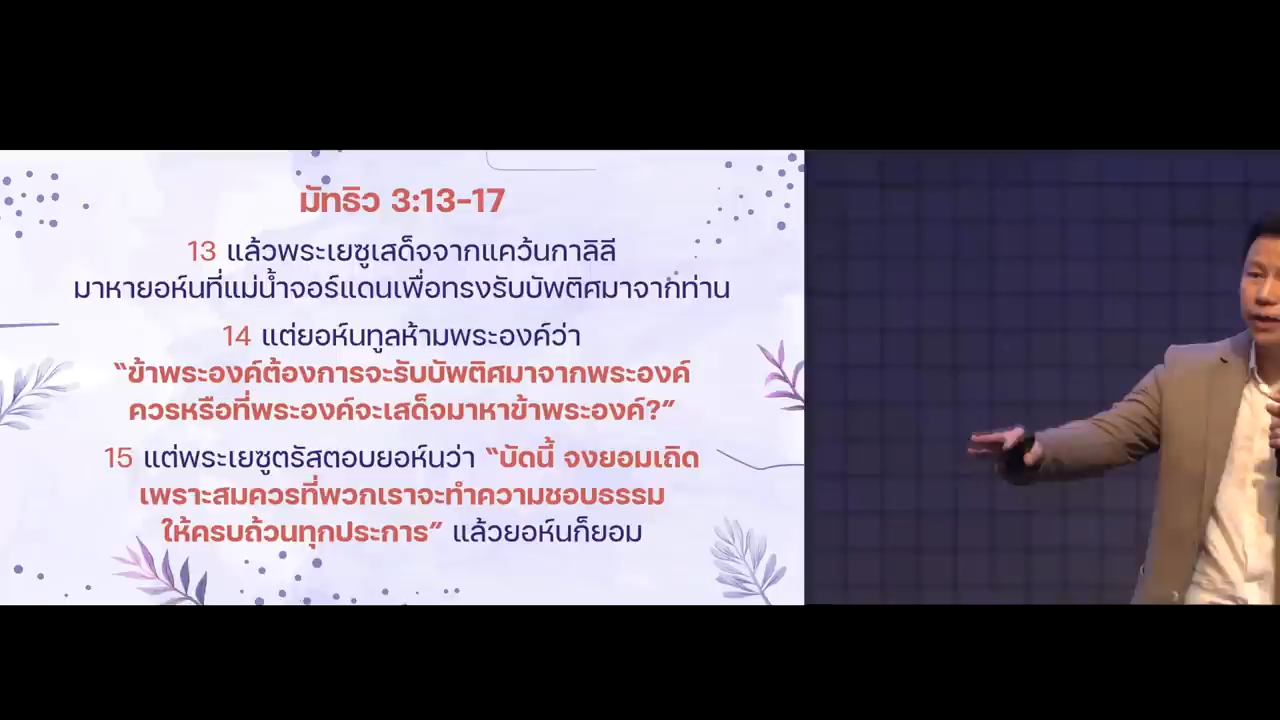 มัทธิว 3:13-17
13 แล้วพระเยซูเสด็จจากแคว้นกาลิลี
มาหายอห์นที่แม่น้ำจอร์แดนเพื่อทรงรับบัพติศมาจากท่าน
14 แต่ยอห์นทูลห้ามพระองค์ว่า
“ข้าพระองค์ต้องการจะรับบัพติศมาจากพระองค์
ควรหรือที่พระองค์จะเสด็จมาหาข้าพระองค์?”
15 แต่พระเยซูตรัสตอบยอห์นว่า “บัดนี้ จงยอมเถิด
เพราะสมควรที่พวกเราจะทำความชอบธรรม
ให้ครบถ้วนทุกประการ” แล้วยอห์นก็ยอม